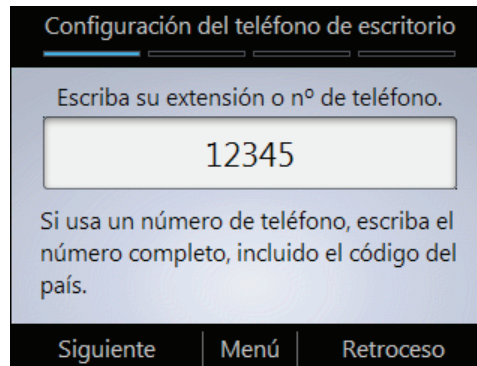 Configuración del teléfono de escritorio
Escriba su extensión o nº de teléfono.
12345
Si usa un número de teléfono, escriba el
número completo, incluido el código del
país.
Siguiente | Menú | Retroceso